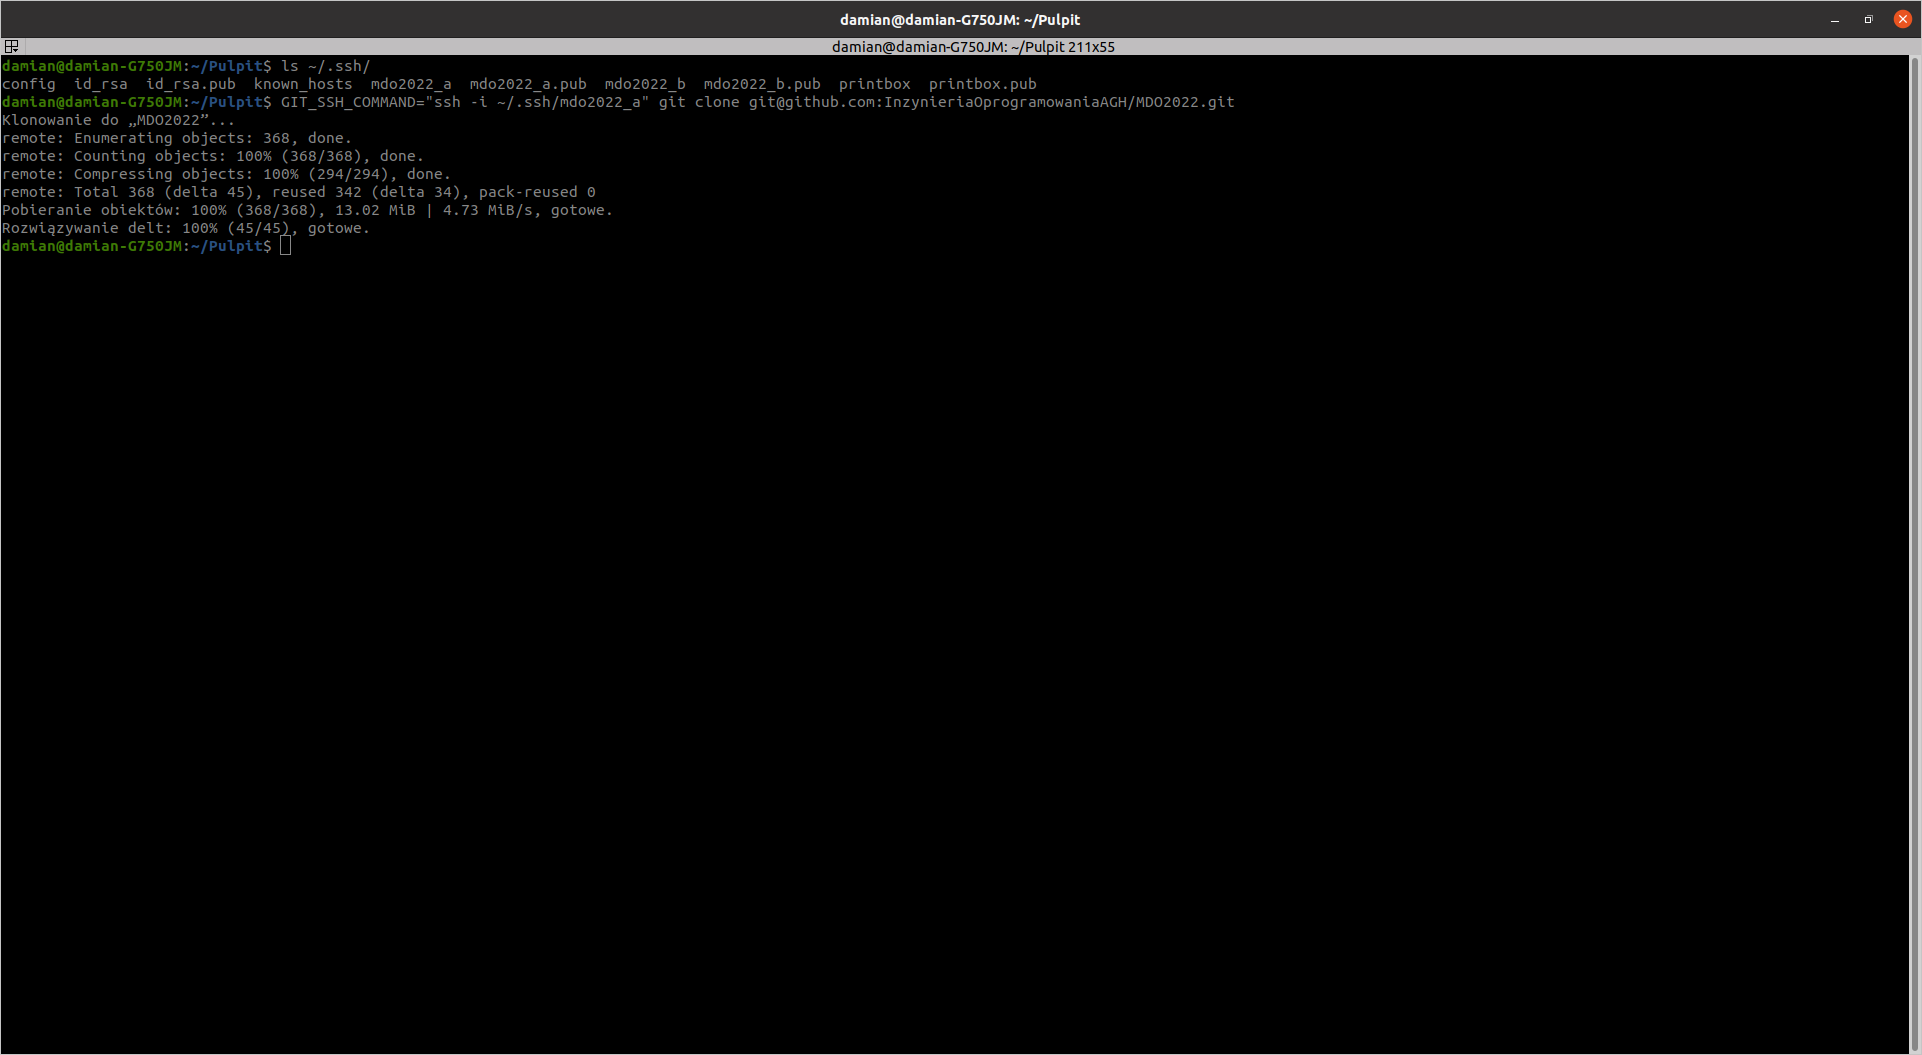 damian@damian-G750JM: ~/Pulpit
damian@damian-G750JM: ~/Pulpit 211x55
damian@damian-G750JM:~/Pulpit$ ls ~/.ssh/
config  id_rsa  id_rsa.pub  known_hosts  mdo2022_a  mdo2022_a.pub  mdo2022_b  mdo2022_b.pub  printbox  printbox.pub
damian@damian-G750JM:~/Pulpit$ GIT_SSH_COMMAND="ssh -i ~/.ssh/mdo2022_a" git clone git@github.com:InzynieriaOprogramowaniaAGH/MDO2022.git
Klonowanie do „MDO2022”...
remote: Enumerating objects: 368, done.
remote: Counting objects: 100% (368/368), done.
remote: Compressing objects: 100% (294/294), done.
remote: Total 368 (delta 45), reused 342 (delta 34), pack-reused 0
Pobieranie obiektów: 100% (368/368), 13.02 MiB | 4.73 MiB/s, gotowe.
Rozwiązywanie delt: 100% (45/45), gotowe.
damian@damian-G750JM:~/Pulpit$